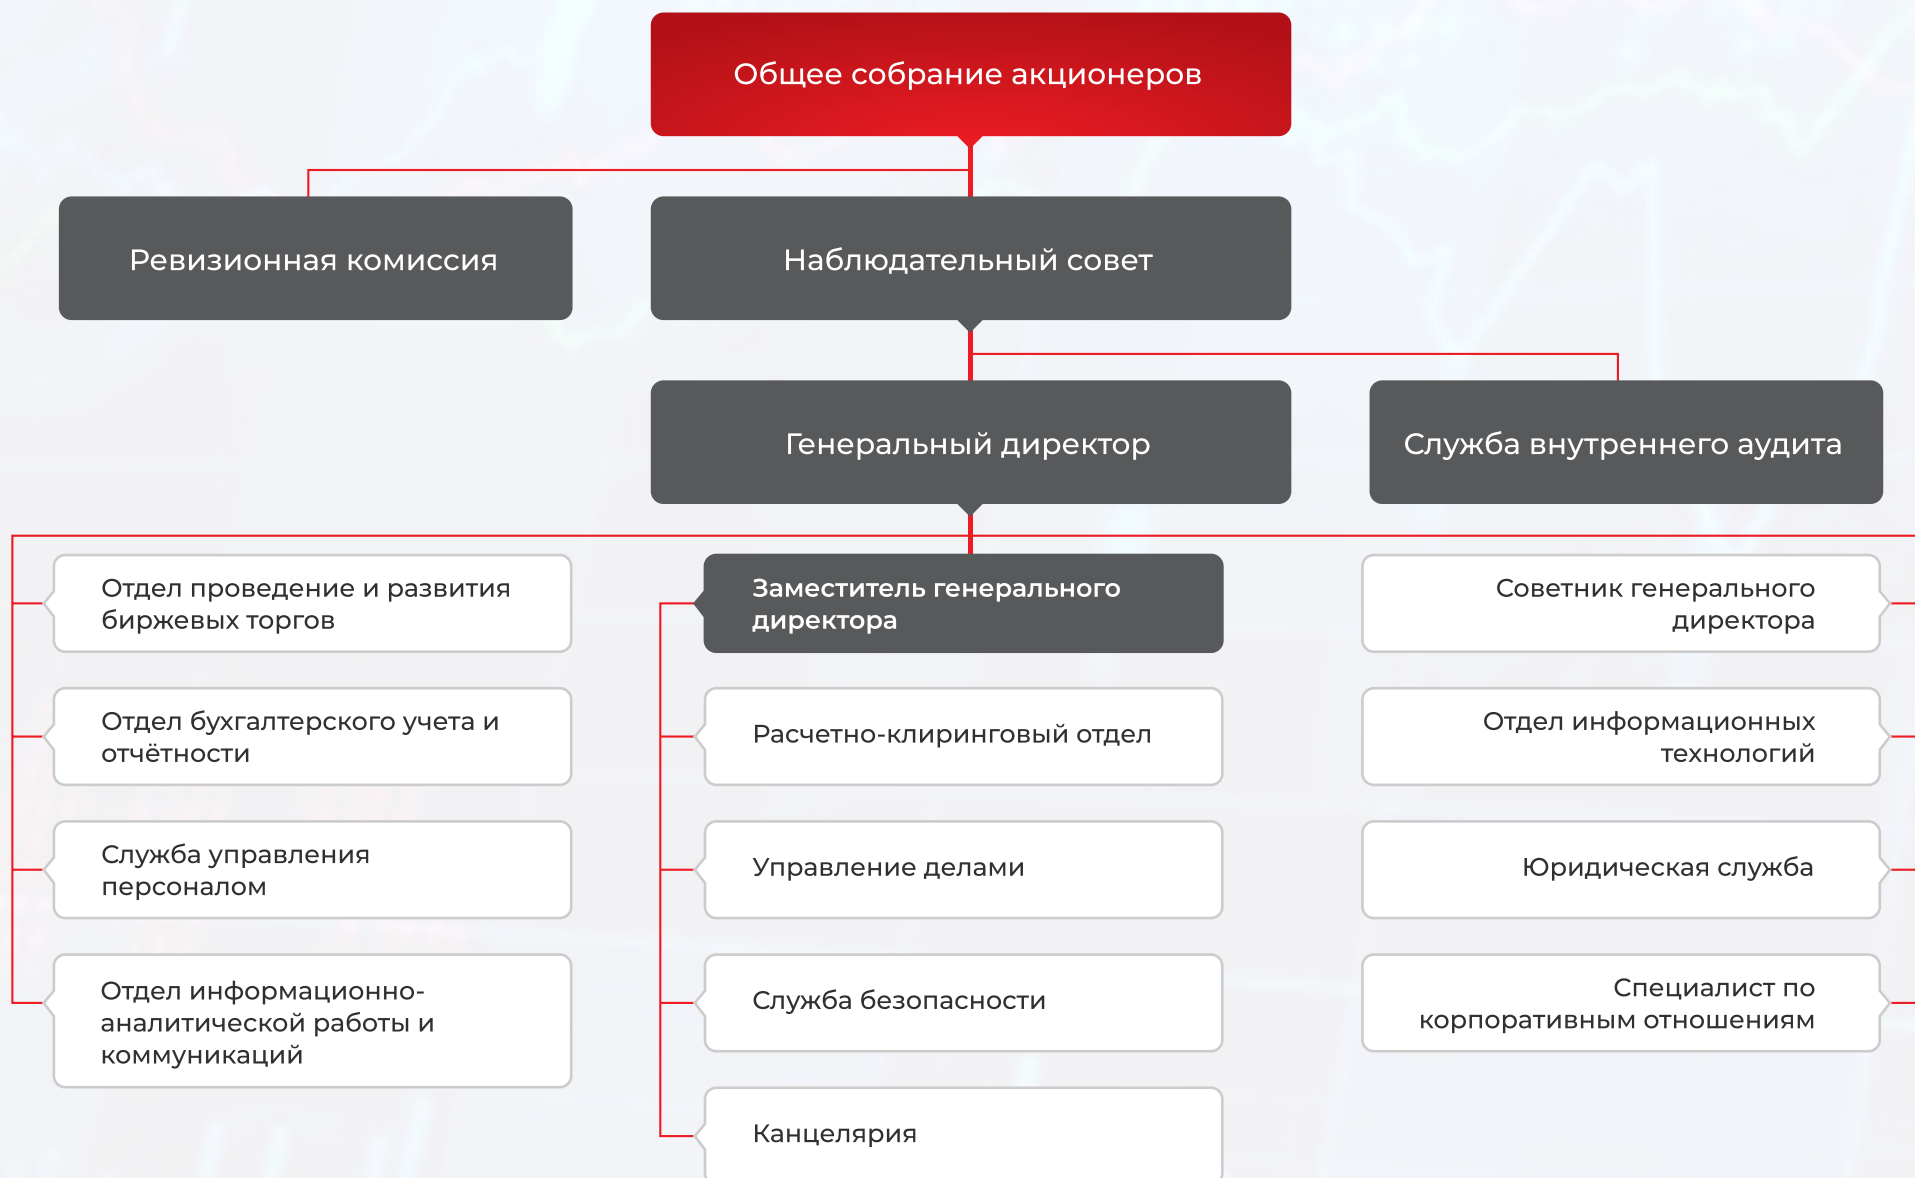 Общее собрание акционеров
Ревизионная комиссия
Наблюдательный совет
Генеральный директор
Служба внутреннего аудита
Отдел проведение и развития
биржевых торгов
Отдел бухгалтерского учета и
отчётности
Служба управления
персоналом
Отдел информационно-
аналитической работы и
коммуникаций
Заместитель генерального
директора
Расчетно-клиринговый отдел
Управление делами
Служба безопасности
Канцелярия
Советник генерального
директора
Отдел информационных
технологий
Юридическая служба
Специалист по
корпоративным отношениям